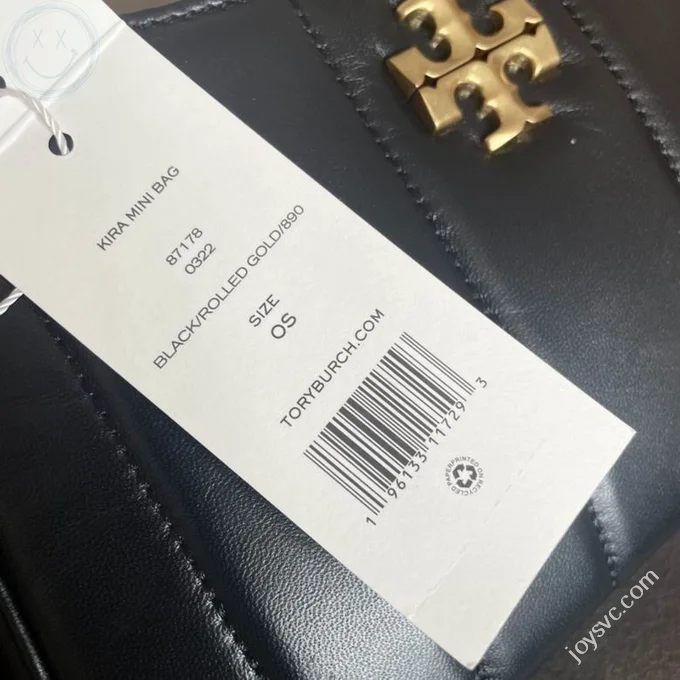 KIRA MINI BAG
87178
0322
BLACK/ROLLED GOLD/890
SIZE
OS
TORYBURCH.COM
1 96133 11729 3
PAPERPRINTED ON
RECYCLED PAPER
joysvc.com